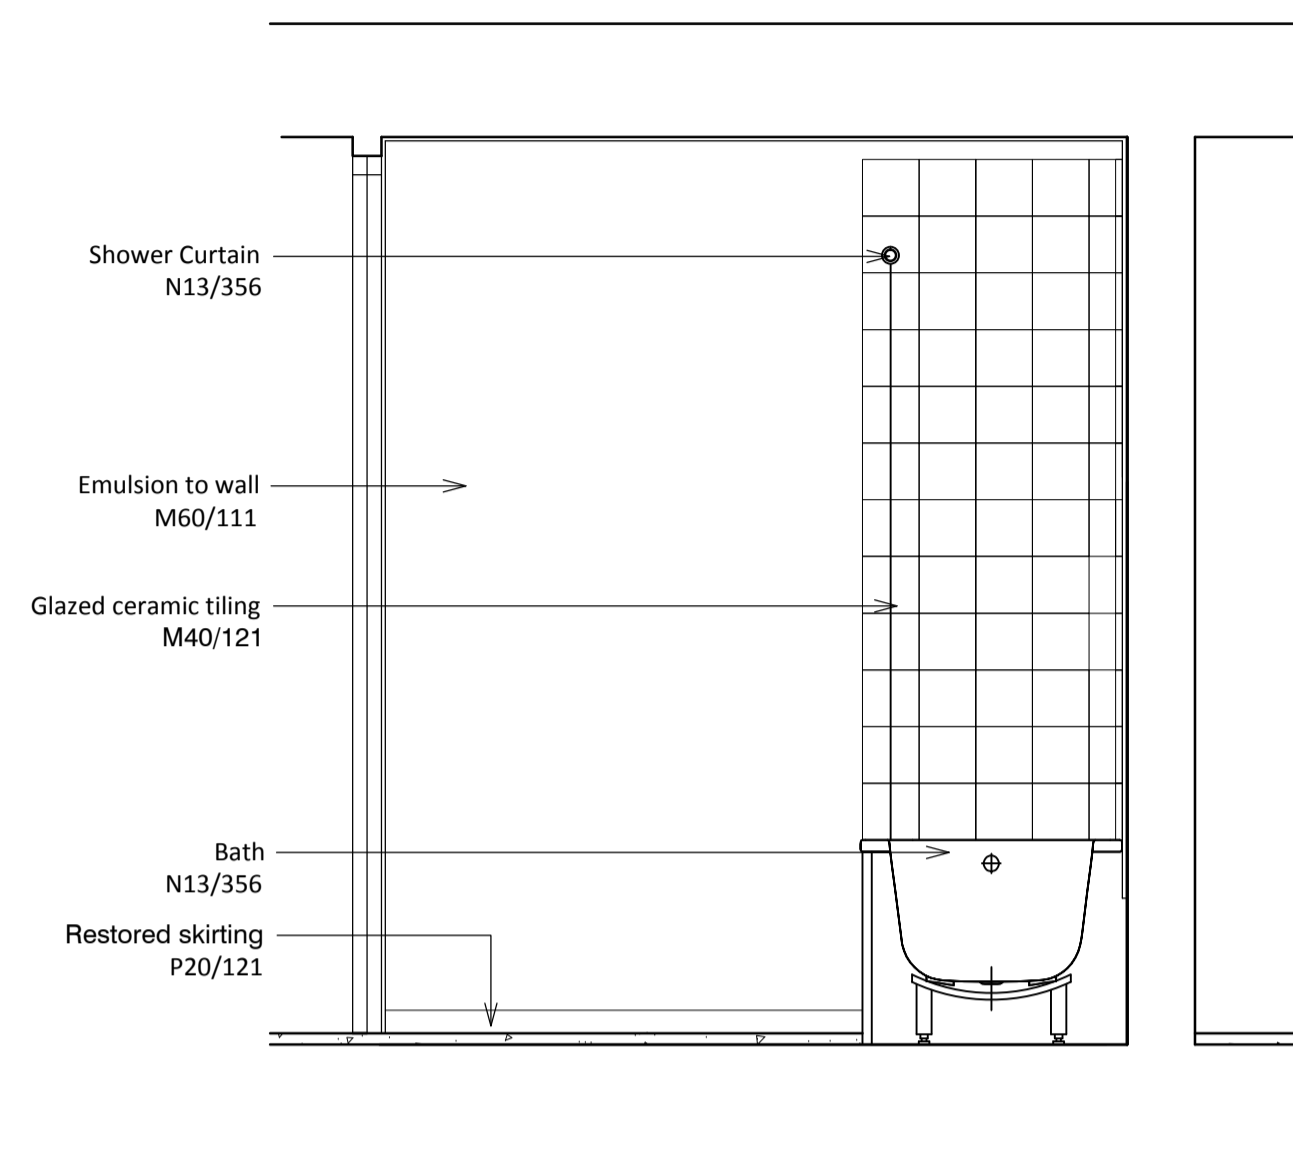 Shower Curtain
N13/356
Emulsion to wall
M60/111
Glazed ceramic tiling
M40/121
Bath
N13/356
Restored skirting
P20/121